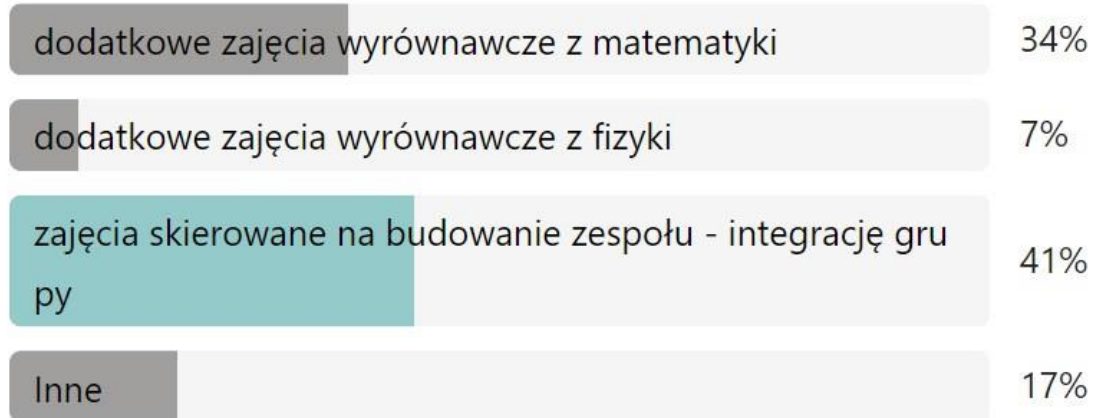 dodatkowe zajęcia wyrównawcze z matematyki 34%
dodatkowe zajęcia wyrównawcze z fizyki 7%
zajęcia skierowane na budowanie zespołu - integrację gru
py 41%
Inne 17%